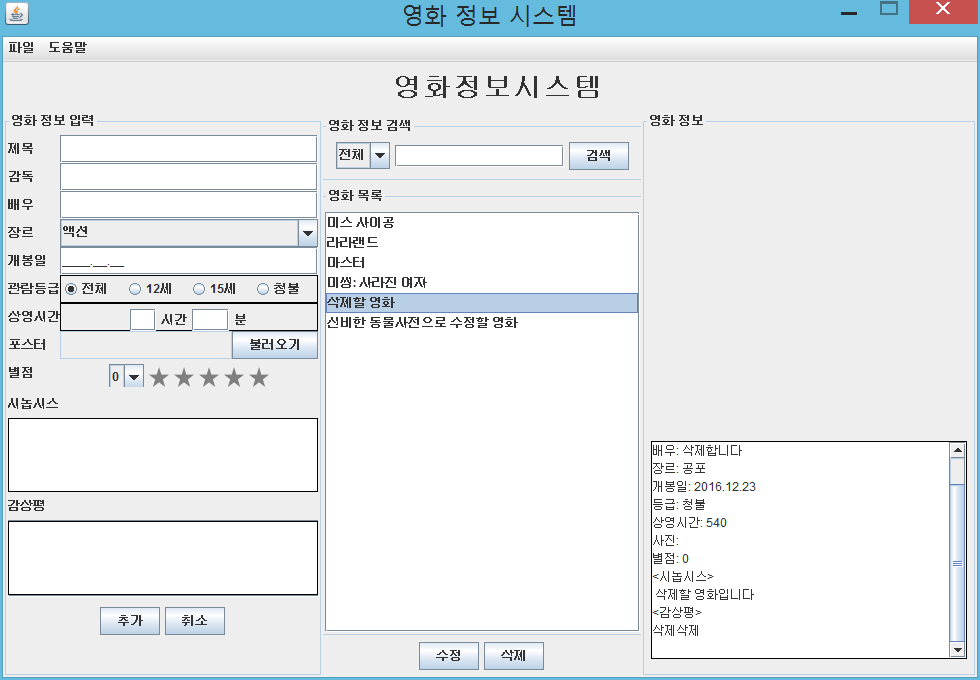 영화 정보 시스템
파일 도움말
영화정보시스템
영화 정보 입력
제목
감독
배우
장르 액션
개봉일 ____.__.__
관람등급 전체 12세 15세 청불
상영시간 시간 분
포스터 불러오기
별점 0 ★★★★★
시놉시스
감상평
추가 취소
영화 정보 검색
전체 검색
영화 목록
미스 사이공
라라랜드
마스터
미씽: 사라진 여자
삭제할 영화
신비한 동물사전으로 수정할 영화
수정 삭제
영화 정보
배우: 삭제합니다
장르: 공포
개봉일: 2016.12.23
등급: 청불
상영시간: 540
사진:
별점: 0
<시놉시스>
삭제할 영화입니다
<감상평>
삭제삭제